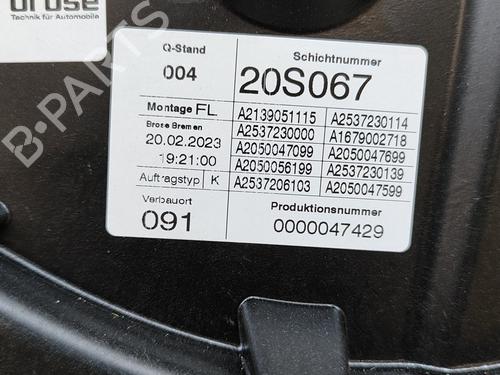 brose
Technik für Automobile
Q-Stand
Schichtnummer
004
20S067
Montage FL
A2139051115 A2537230114
Brose Bremen
A2537230000 A1679002718
20.02.2023
A2050047099 A2050047699
19:21:00
A2050056199 A2537230139
Auftragstyp K
A2537206103 A2050047599
Verbauort
Produktionsnummer
091
0000047429
B-PARTS